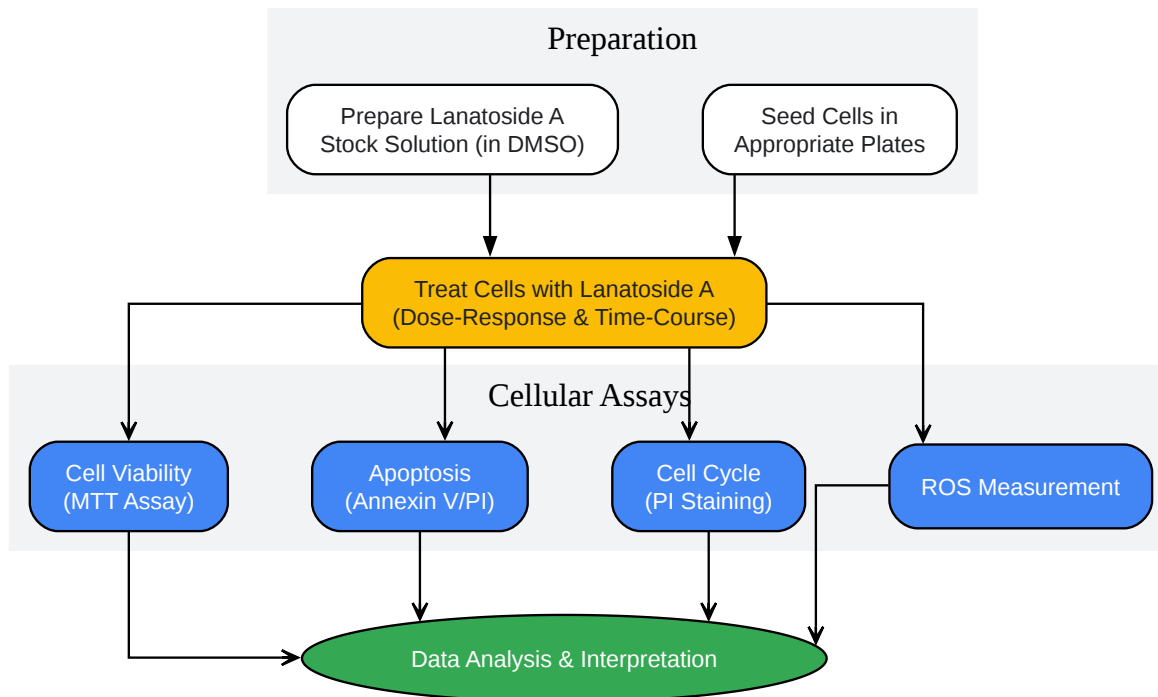 Preparation
Prepare Lanatoside A
Stock Solution (in DMSO)
Seed Cells in
Appropriate Plates
Treat Cells with Lanatoside A
(Dose-Response & Time-Course)
Cellular Assays
Cell Viability
(MTT Assay)
Apoptosis
(Annexin V/PI)
Cell Cycle
(PI Staining)
ROS Measurement
Data Analysis & Interpretation